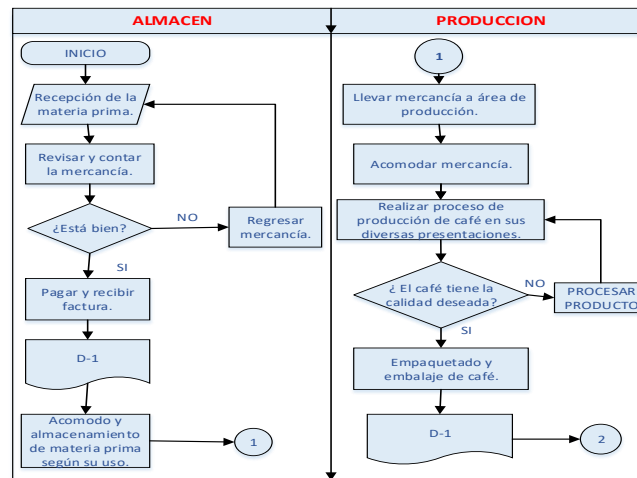 ALMACEN
INICIO
Recepción de la
materia prima.
Revisar y contar
la mercancía.
¿Está bien?
NO
Regresar
mercancía.
SI
Pagar y recibir
factura.
D-1
Acomodo y
almacenamiento
de materia prima
según su uso.
1
PRODUCCION
1
Llevar mercancía a área de
producción.
Acomodar mercancía.
Realizar proceso de
producción de café en sus
diversas presentaciones.
¿ El café tiene la
calidad deseada?
NO
PROCESAR
PRODUCTO
SI
Empaquetado y
embalaje de café.
D-1
2